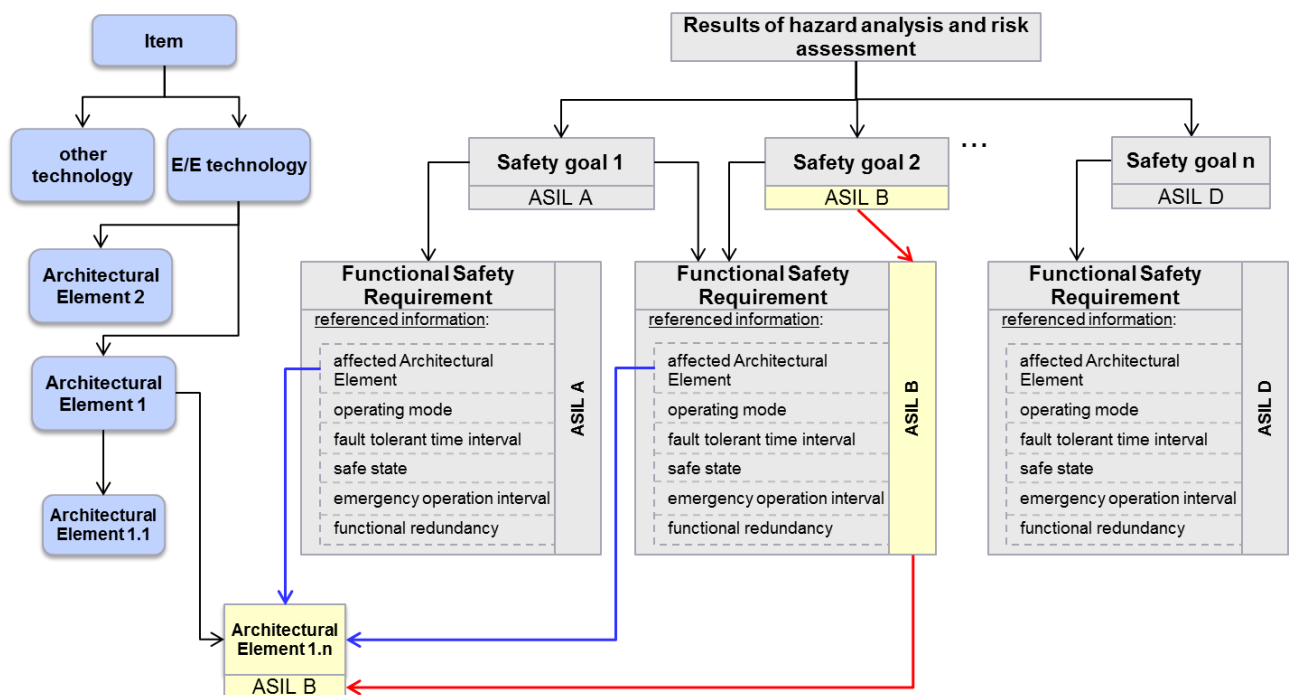 Item
other
technology
E/E technology
Architectural
Element 2
Architectural
Element 1
Architectural
Element 1.1
Results of hazard analysis and risk
assessment
Safety goal 1
ASIL A
Safety goal 2
ASIL B
...
Safety goal n
ASIL D
Functional Safety
Requirement
referenced information:
affected Architectural
Element
operating mode
fault tolerant time interval
safe state
emergency operation interval
functional redundancy
ASIL A
Functional Safety
Requirement
referenced information:
affected Architectural
Element
operating mode
fault tolerant time interval
safe state
emergency operation interval
functional redundancy
ASIL B
Functional Safety
Requirement
referenced information:
affected Architectural
Element
operating mode
fault tolerant time interval
safe state
emergency operation interval
functional redundancy
ASIL D
Architectural
Element 1.n
ASIL B